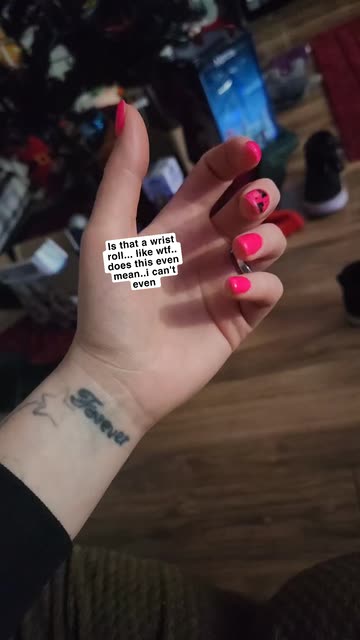 Is that a wrist
roll... like wtf..
does this even
mean..i can't
even
Forever